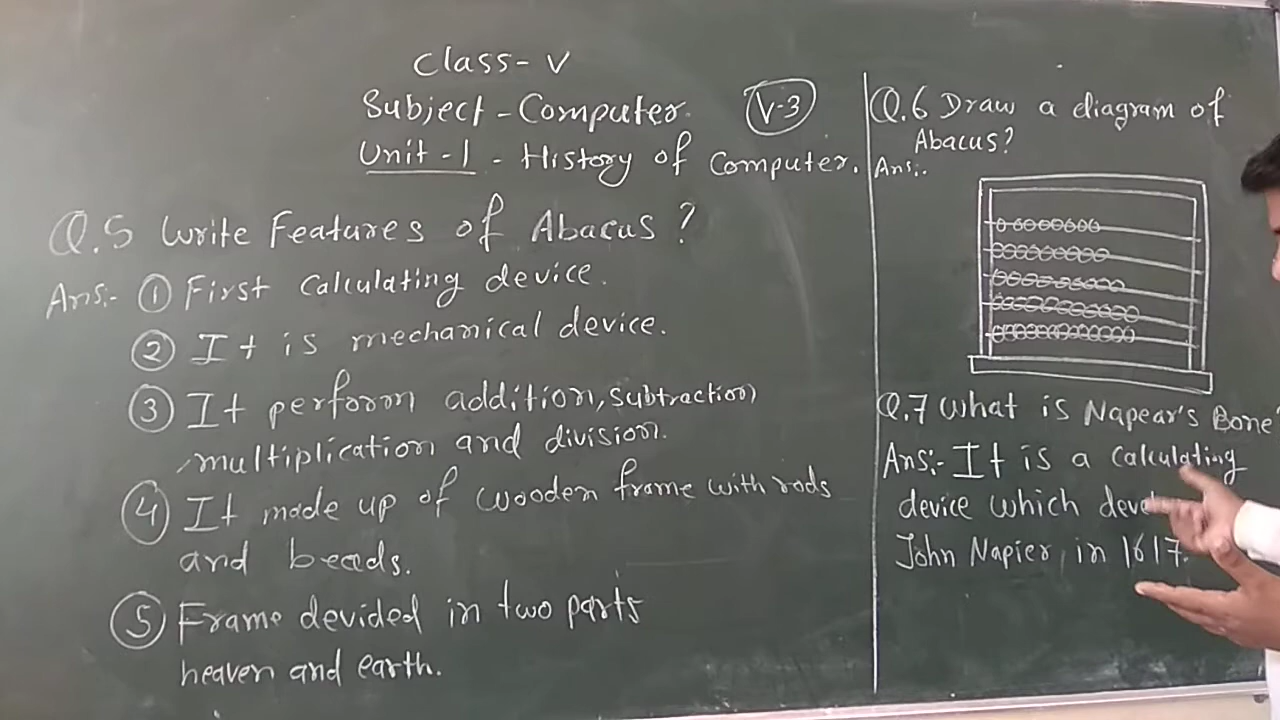 Class- V
Subject - Computer.
V-3
Unit-1 - History of Computer.
Q.5 Write Features of Abacus ?
Ans:- ① First Calculating device.
② It is mechanical device.
③ It perform addition, subtraction
multiplication and division.
④ It made up of wooden frame with rods
and beads.
⑤ Frame devided in two parts
heaven and earth.
Q.6 Draw a diagram of
Abacus?
Ans:.
Q.7 What is Napear's Bone
Ans:- It is a Calculating
device which
John Napier, in 1617.